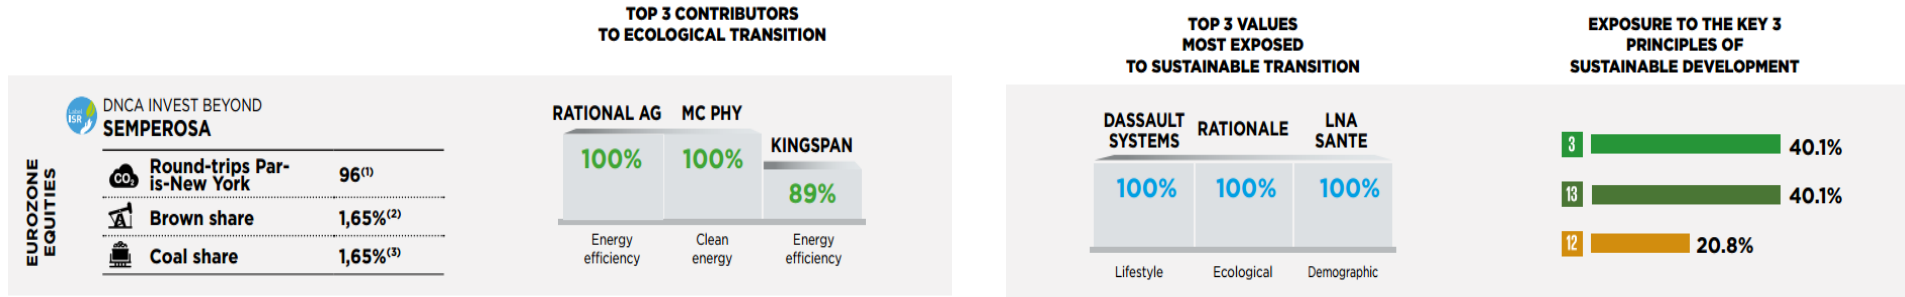 TOP 3 CONTRIBUTORS
TO ECOLOGICAL TRANSITION
TOP 3 VALUES
MOST EXPOSED
TO SUSTAINABLE TRANSITION
EXPOSURE TO THE KEY 3
PRINCIPLES OF
SUSTAINABLE DEVELOPMENT
EUROZONE
EQUITIES
Label
ISR
DNCA INVEST BEYOND
SEMPEROSA
CO2
Round-trips Par-
is-New York
96(1)
Brown share
1,65%(2)
Coal share
1,65%(3)
RATIONAL AG
100%
Energy
efficiency
MC PHY
100%
Clean
energy
KINGSPAN
89%
Energy
efficiency
DASSAULT
SYSTEMS
100%
Lifestyle
RATIONALE
100%
Ecological
LNA
SANTE
100%
Demographic
3 40.1%
13 40.1%
12 20.8%